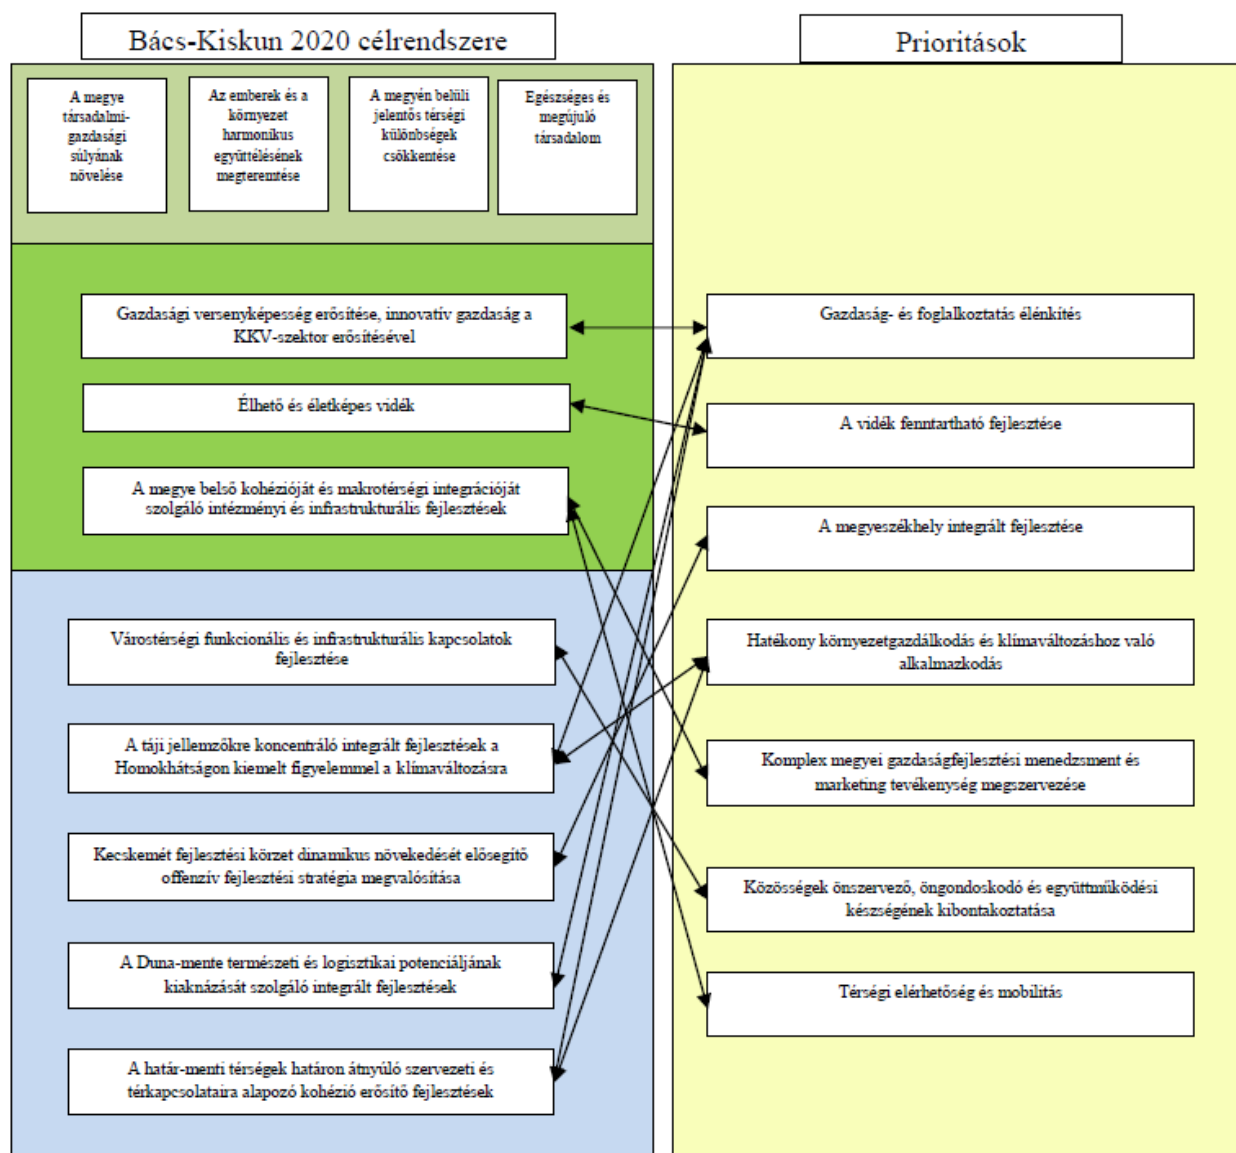 Bács-Kiskun 2020 célrendszere
A megye
társadalmi-
gazdasági
súlyának
növelése
Az emberek és a
környezet
harmonikus
együttélésének
megteremtése
A megyén belüli
jelentős térségi
különbségek
csökkentése
Egészséges és
megújuló
társadalom
Gazdasági versenyképesség erősítése, innovatív gazdaság a
KKV-szektor erősítésével
Élhető és életképes vidék
A megye belső kohézióját és makrotérségi integrációját
szolgáló intézményi és infrastrukturális fejlesztések
Várostérségi funkcionális és infrastrukturális kapcsolatok
fejlesztése
A táji jellemzőkre koncentráló integrált fejlesztések a
Homokhátságon kiemelt figyelemmel a klímaváltozásra
Kecskemét fejlesztési körzet dinamikus növekedését elősegítő
offenzív fejlesztési stratégia megvalósítása
A Duna-mente természeti és logisztikai potenciáljának
kiaknázását szolgáló integrált fejlesztések
A határ-menti térségek határon átnyúló szervezeti és
térkapcsolataira alapozó kohézió erősítő fejlesztések
Prioritások
Gazdaság- és foglalkoztatás élénkítés
A vidék fenntartható fejlesztése
A megyeszékhely integrált fejlesztése
Hatékony környezetgazdálkodás és klímaváltozáshoz való
alkalmazkodás
Komplex megyei gazdaságfejlesztési menedzsment és
marketing tevékenység megszervezése
Közösségek önszervező, öngondoskodó és együttműködési
készségének kibontakoztatása
Térségi elérhetőség és mobilitás